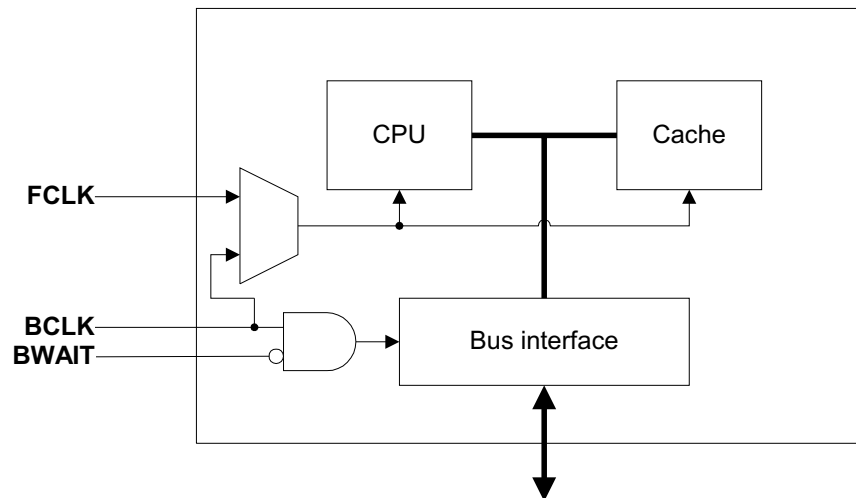 CPU
Cache
FCLK
BCLK
BWAIT
Bus interface